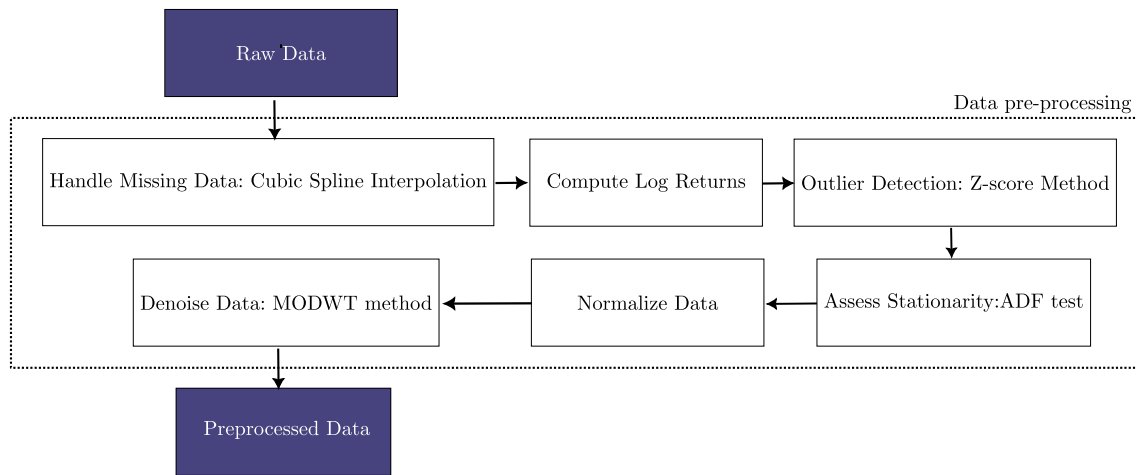 Raw Data
Data pre-processing
Handle Missing Data: Cubic Spline Interpolation
Compute Log Returns
Outlier Detection: Z-score Method
Assess Stationarity:ADF test
Normalize Data
Denoise Data: MODWT method
Preprocessed Data